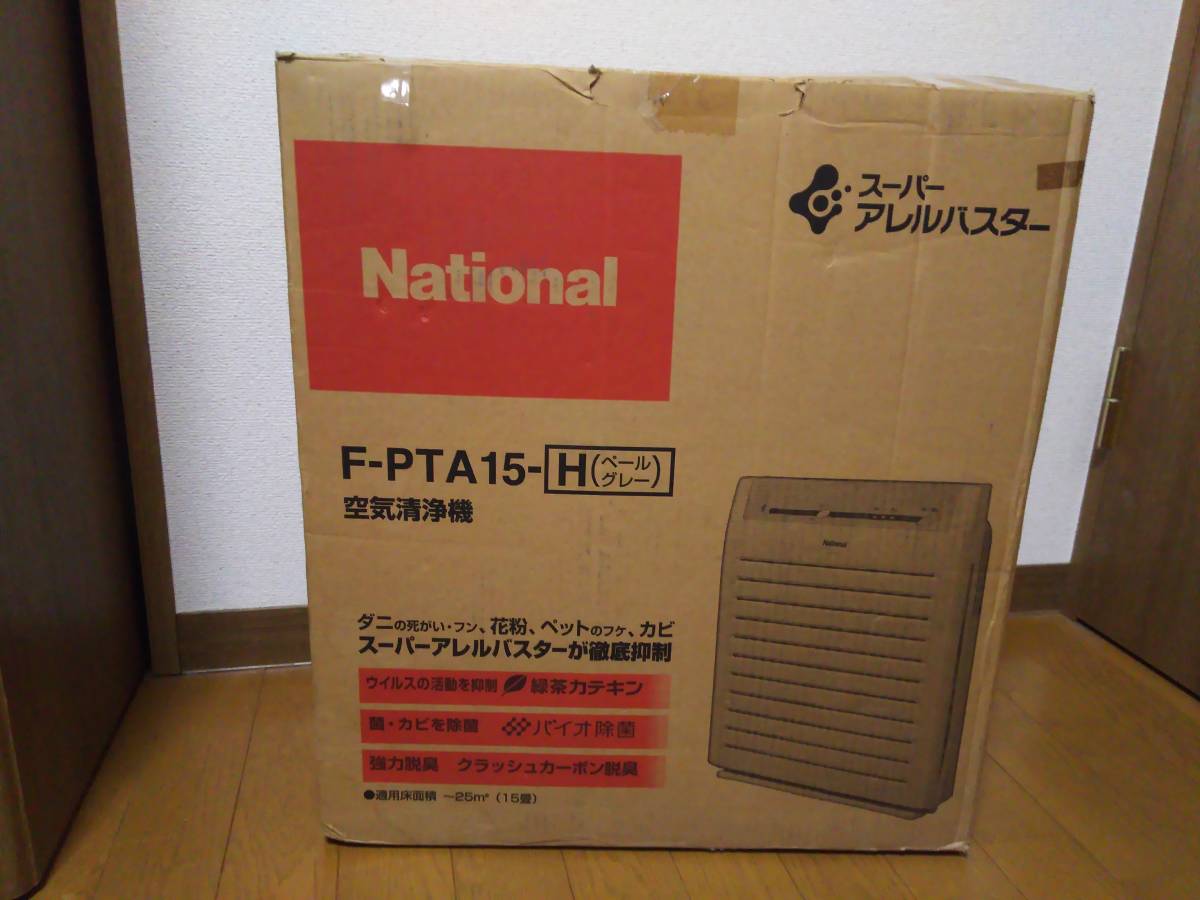 National
スーパー
アレルバスター
F-PTA15-H(ペールグレー)
空気清浄機
ダニの死がい・フン、花粉、ペットのフケ、カビ
スーパーアレルバスターが徹底抑制
ウイルスの活動を抑制 緑茶カテキン
菌・カビを除菌 バイオ除菌
強力脱臭 クラッシュカーボン脱臭
●適用床面積 ～25m²（15畳）
National